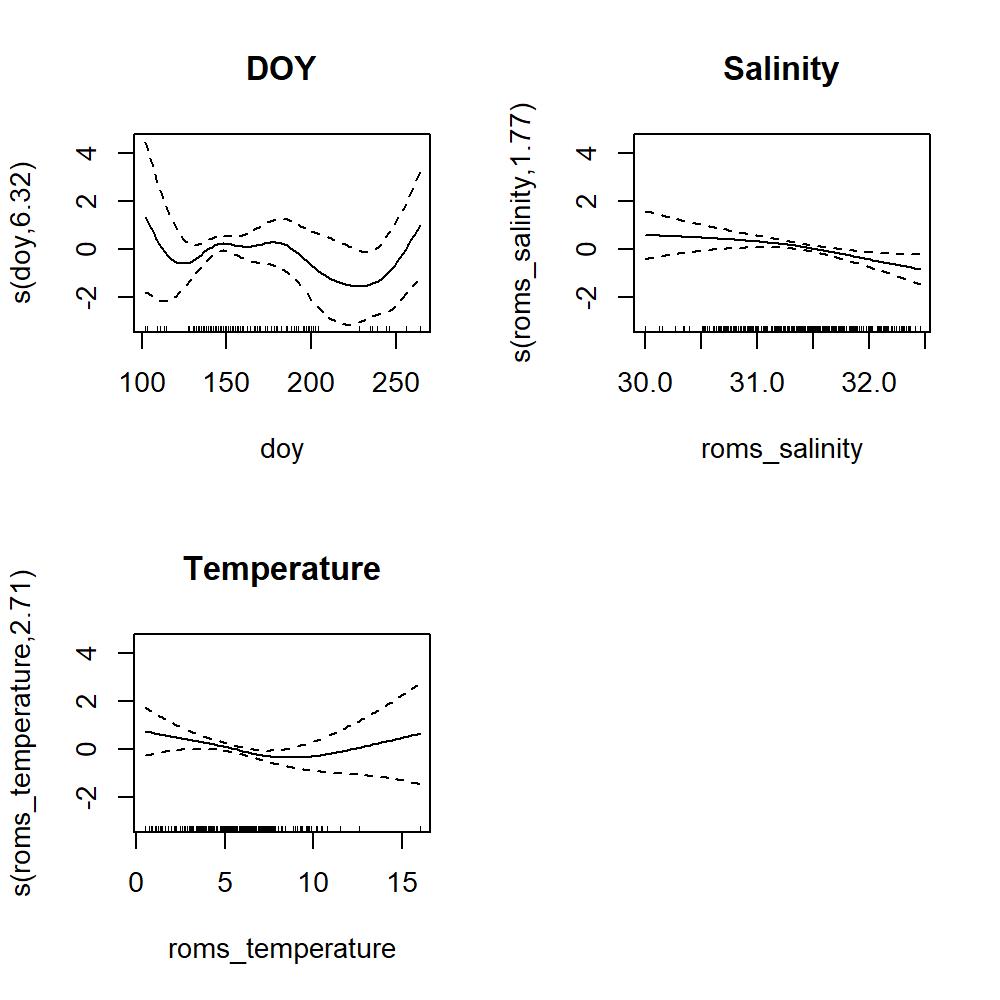 DOY
s(doy,6.32)
4
2
0
-2
100 150 200 250
doy
Salinity
s(roms_salinity,1.77)
4
2
0
-2
30.0 31.0 32.0
roms_salinity
Temperature
s(roms_temperature,2.71)
4
2
0
-2
0 5 10 15
roms_temperature